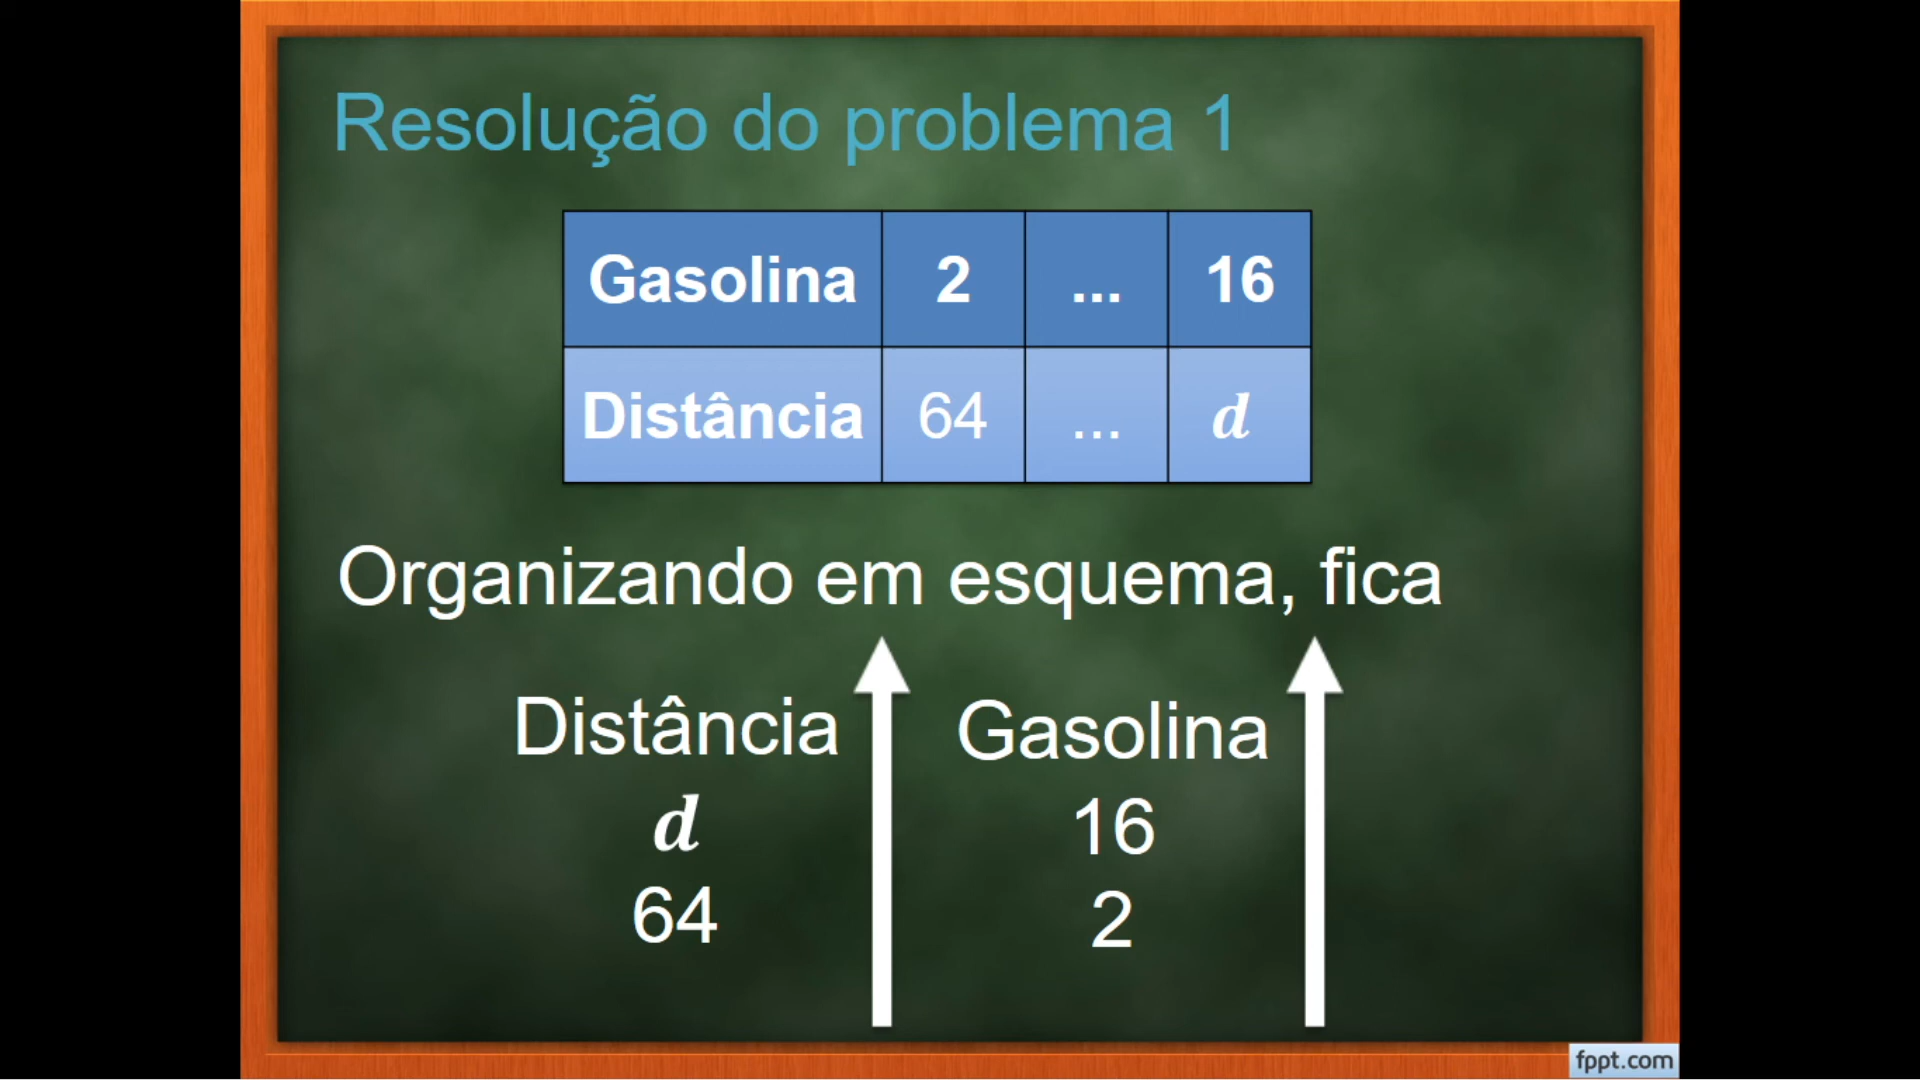 Resolução do problema 1
Gasolina 2 ... 16
Distância 64 ... d
Organizando em esquema, fica
Distância Gasolina
d 16
64 2
fppt.com